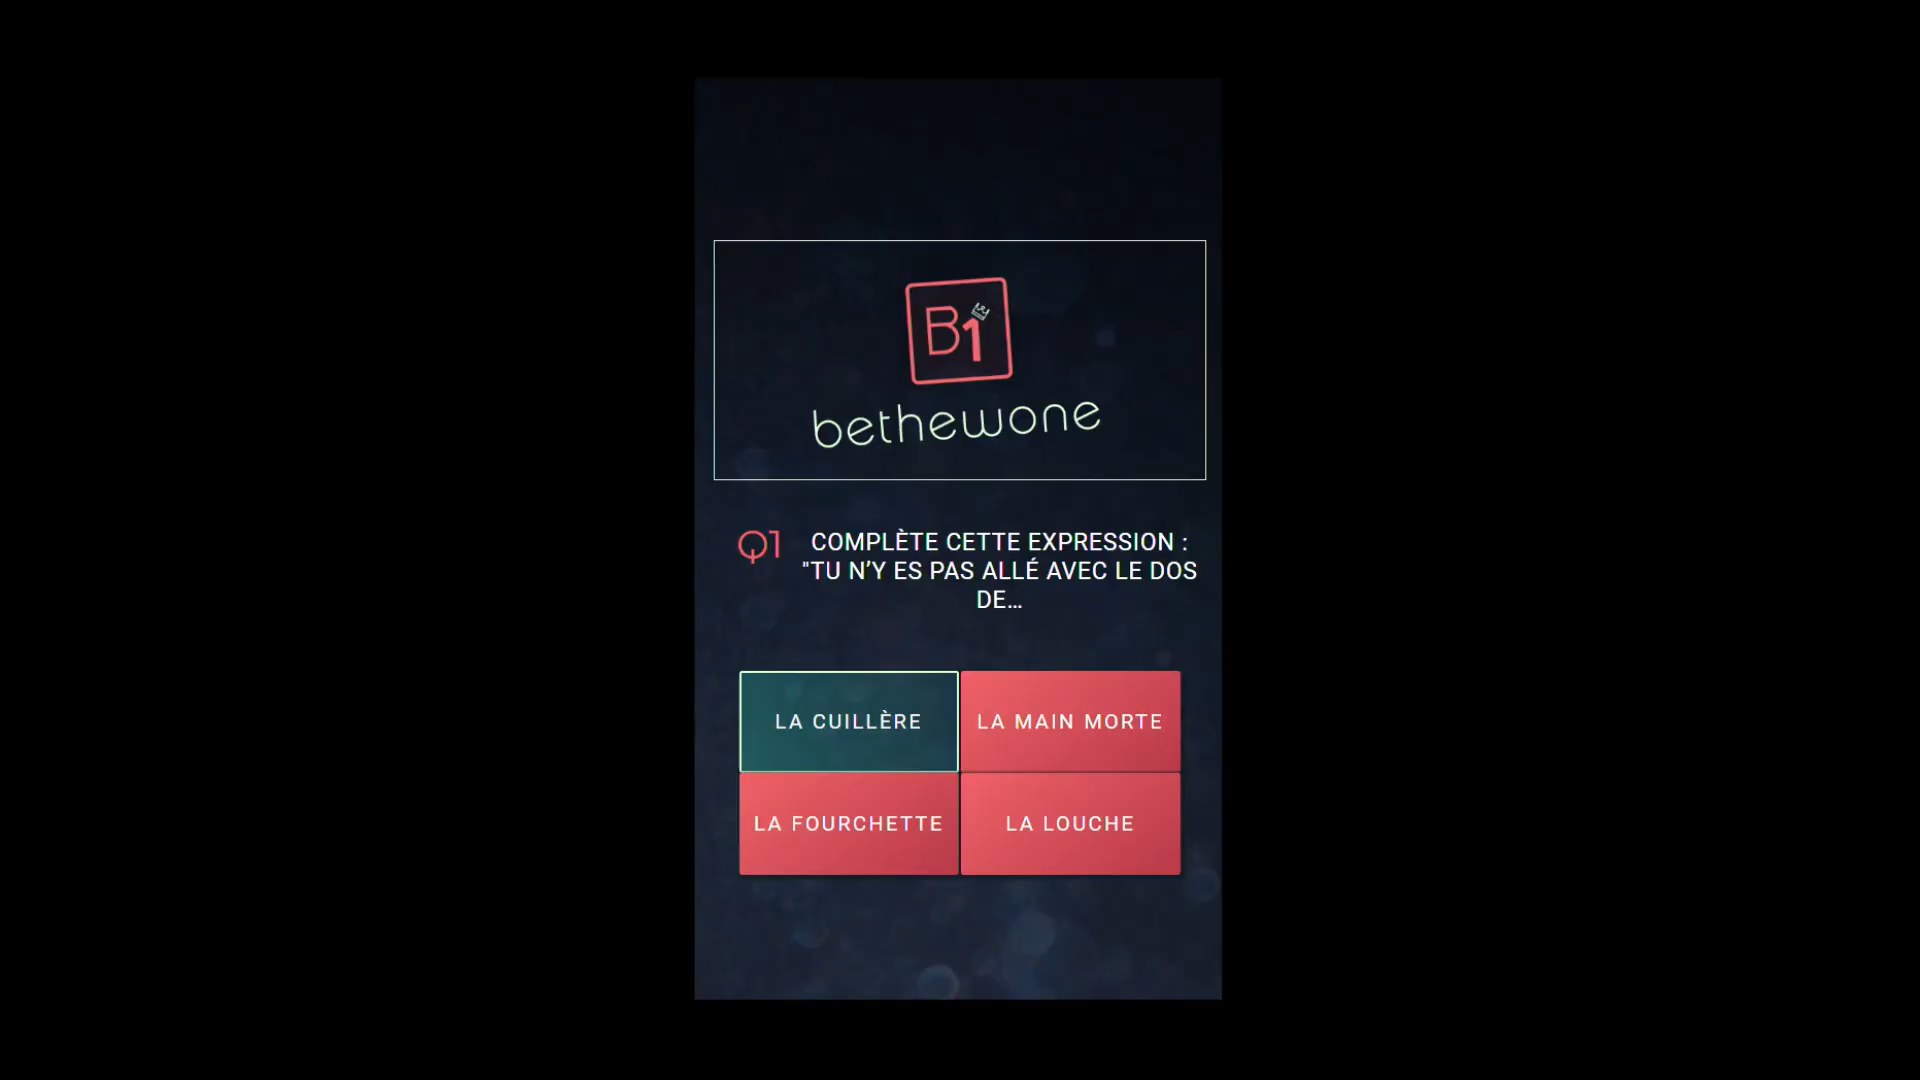 B1
bethewone
Q1
COMPLÈTE CETTE EXPRESSION :
"TU N'Y ES PAS ALLÉ AVEC LE DOS
DE...
LA CUILLÈRE
LA MAIN MORTE
LA FOURCHETTE
LA LOUCHE